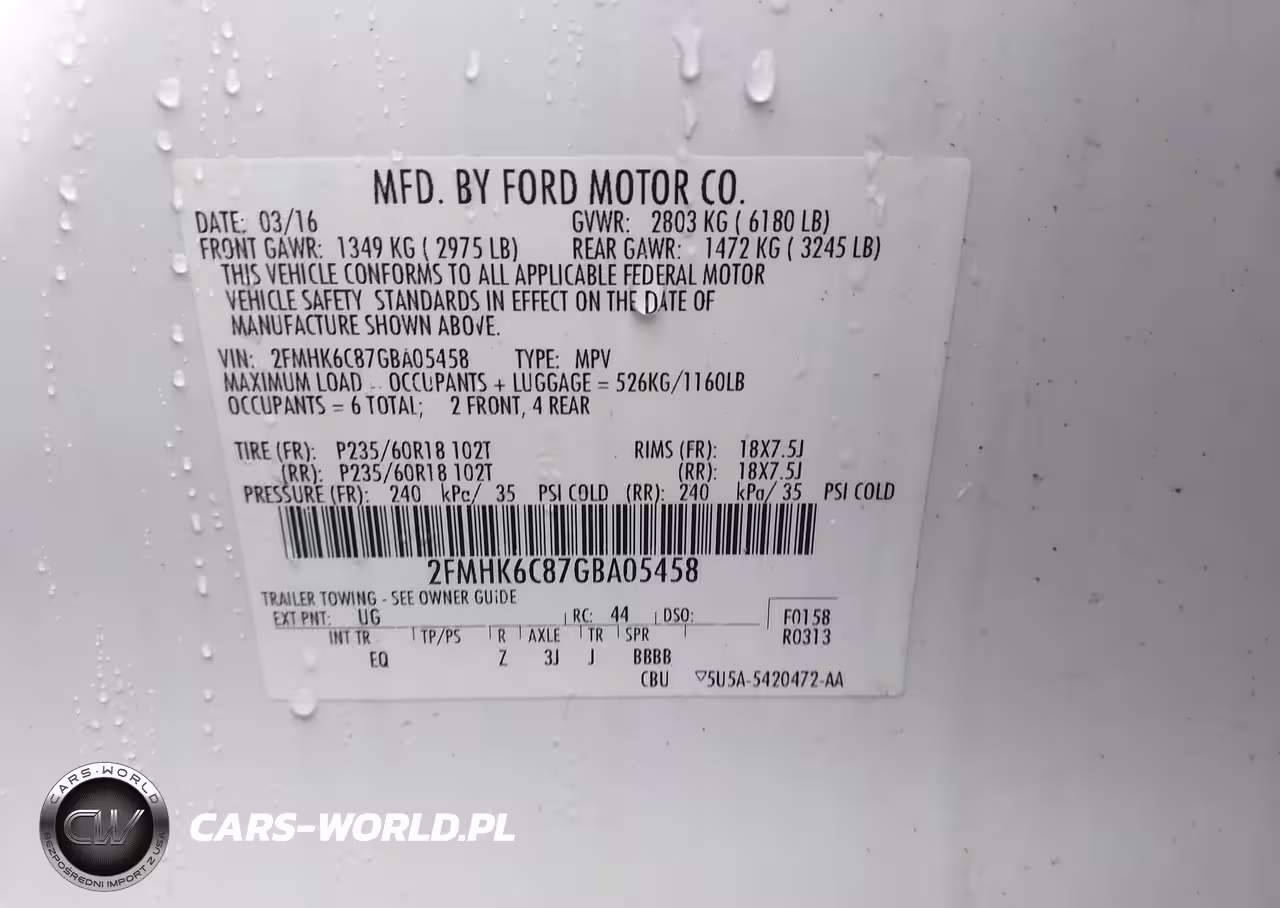 MFD. BY FORD MOTOR CO.
DATE: 03/16 GVWR: 2803 KG ( 6180 LB)
FRONT GAWR: 1349 KG ( 2975 LB) REAR GAWR: 1472 KG ( 3245 LB)
THIS VEHICLE CONFORMS TO ALL APPLICABLE FEDERAL MOTOR
VEHICLE SAFETY STANDARDS IN EFFECT ON THE DATE OF
MANUFACTURE SHOWN ABOVE.
VIN: 2FMHK6C87GBA05458 TYPE: MPV
MAXIMUM LOAD - OCCUPANTS + LUGGAGE = 526KG/1160LB
OCCUPANTS = 6 TOTAL; 2 FRONT, 4 REAR
TIRE (FR): P235/60R18 102T RIMS (FR): 18X7.5J
(RR): P235/60R18 102T (RR): 18X7.5J
PRESSURE (FR): 240 kPa/ 35 PSI COLD (RR): 240 kPa/ 35 PSI COLD
2FMHK6C87GBA05458
TRAILER TOWING - SEE OWNER GUIDE
EXT PNT: UG RC: 44 DSO: F0158
INT TR TP/PS R AXLE TR SPR R0313
EQ Z 3J J BBBB
CBU ▽5U5A-5420472-AA
CARS-WORLD
CW
BEZPOŚREDNI IMPORT Z USA
CARS-WORLD.PL